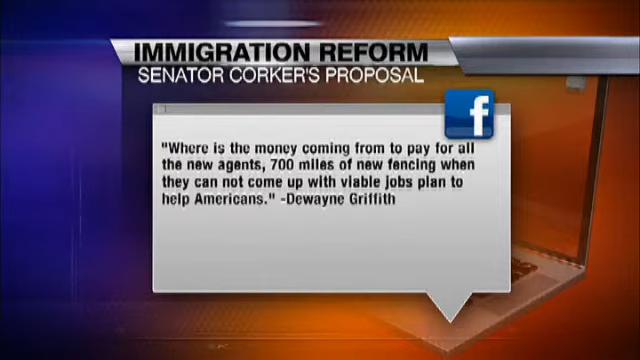 IMMIGRATION REFORM
SENATOR CORKER'S PROPOSAL
f
"Where is the money coming from to pay for all
the new agents, 700 miles of new fencing when
they can not come up with viable jobs plan to
help Americans." -Dewayne Griffith